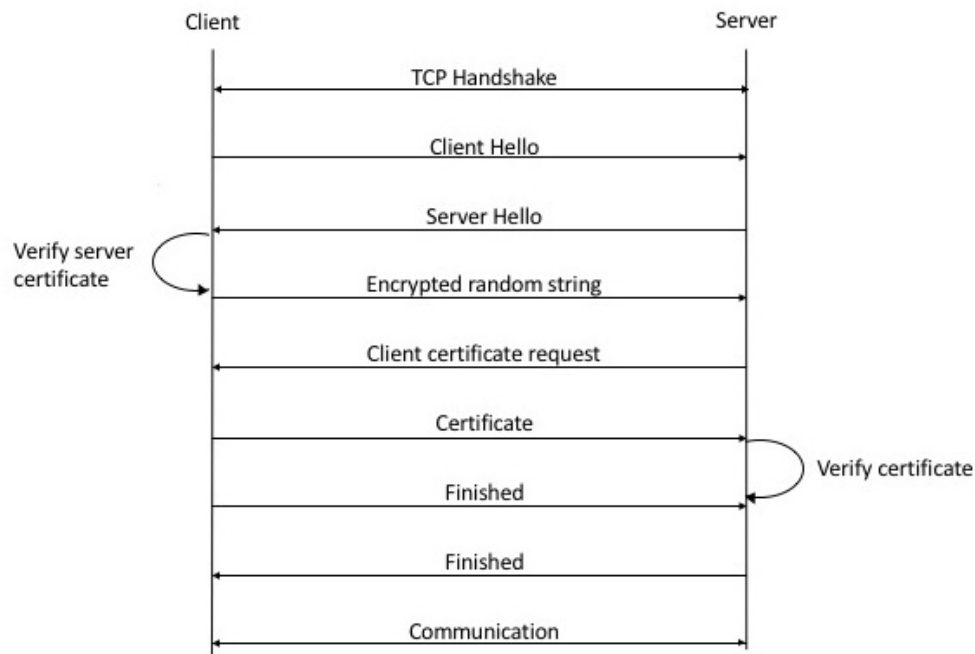 Client
Server
TCP Handshake
Client Hello
Server Hello
Verify server
certificate
Encrypted random string
Client certificate request
Certificate
Verify certificate
Finished
Finished
Communication